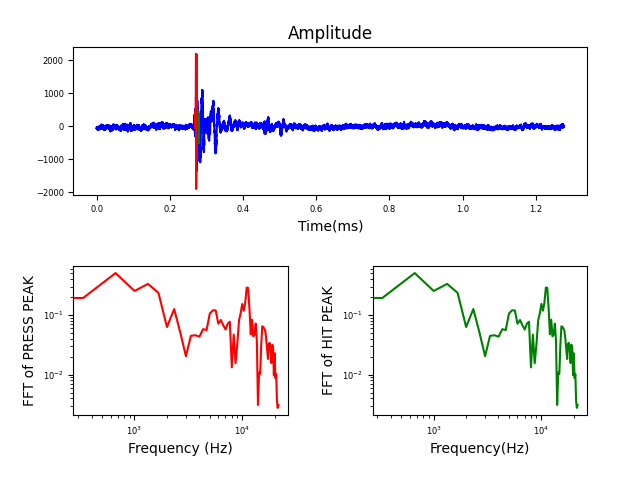 Amplitude
2000
1000
0
−1000
−2000
0.0 0.2 0.4 0.6 0.8 1.0 1.2
Time(ms)
FFT of PRESS PEAK
10⁻¹
10⁻²
10³ 10⁴
Frequency (Hz)
FFT of HIT PEAK
10⁻¹
10⁻²
10³ 10⁴
Frequency(Hz)